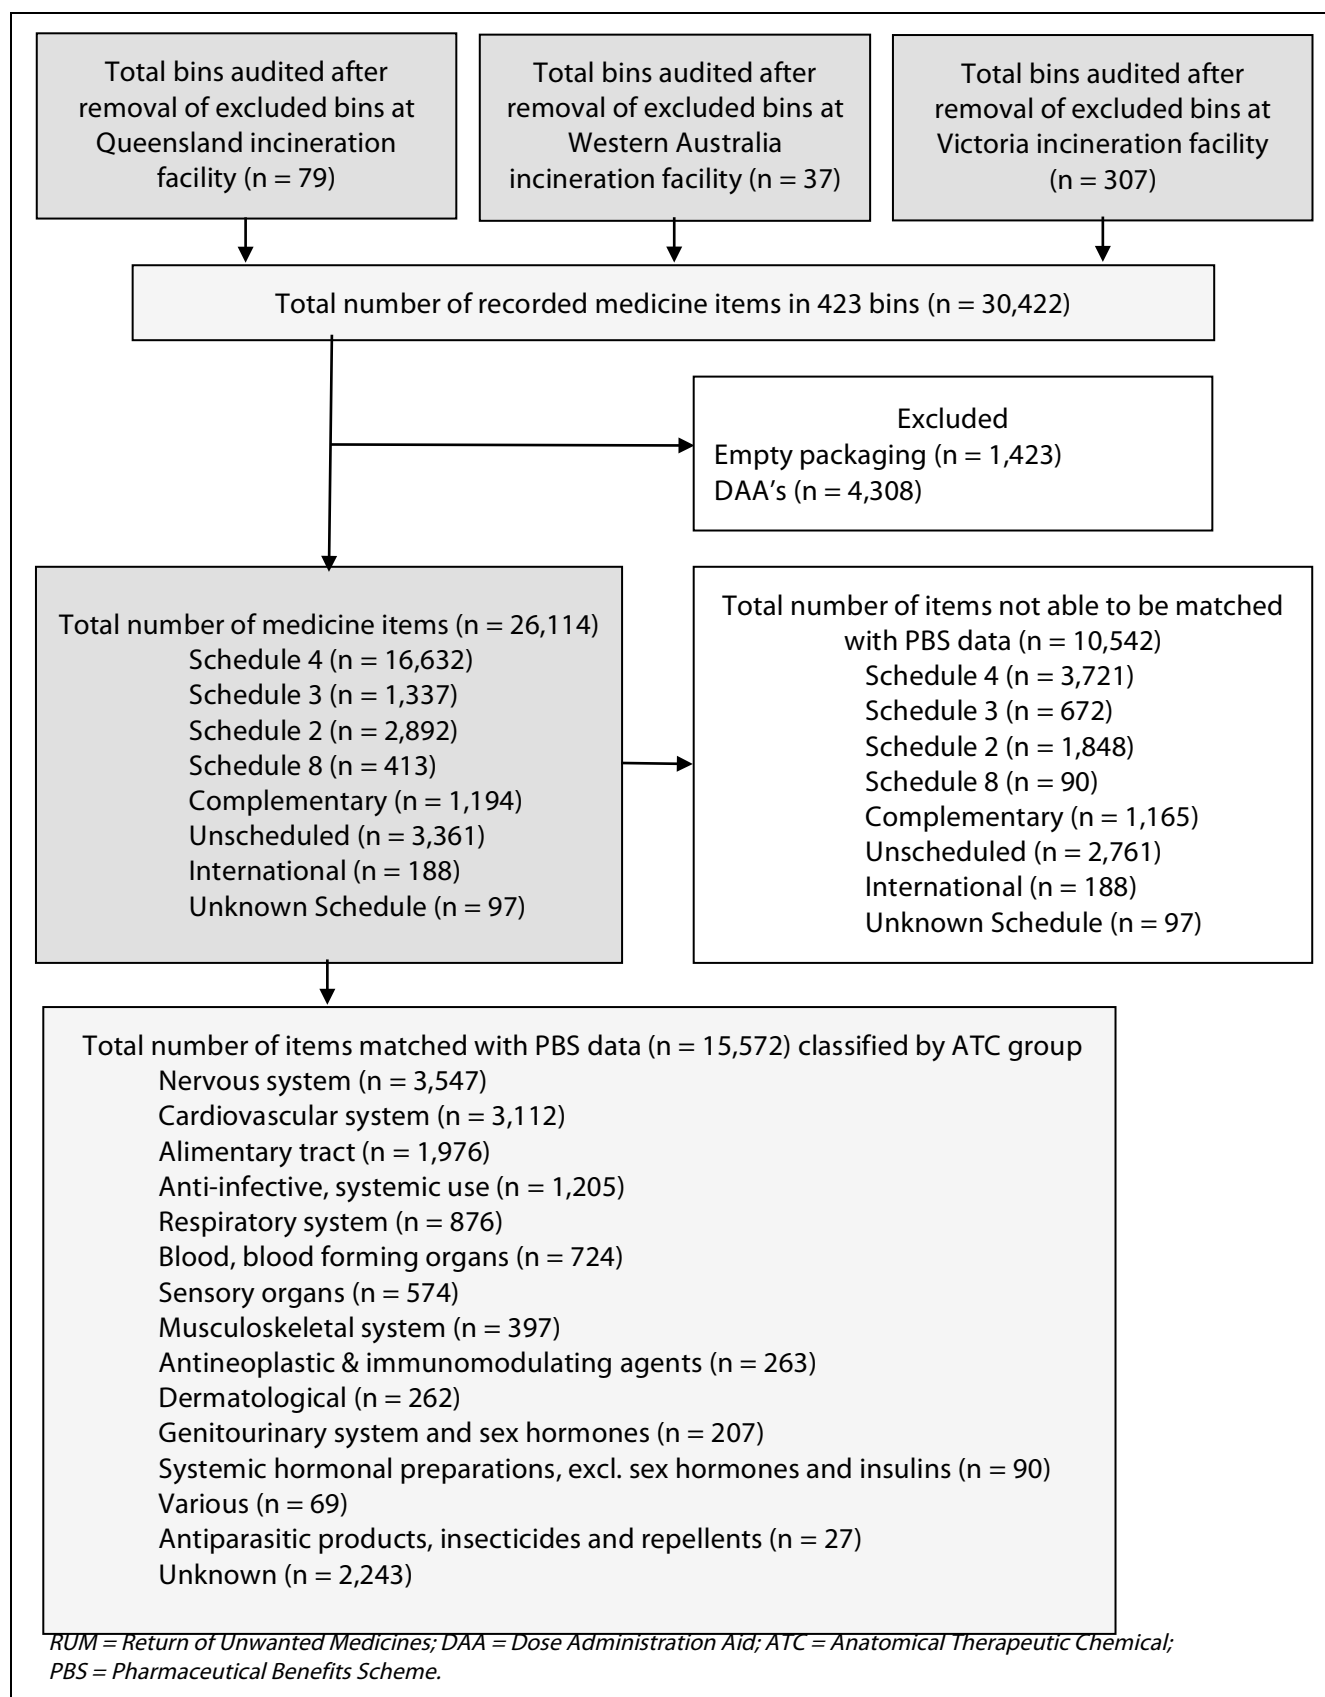 Total bins audited after
removal of excluded bins at
Queensland incineration
facility (n = 79)
Total bins audited after
removal of excluded bins at
Western Australia
incineration facility (n = 37)
Total bins audited after
removal of excluded bins at
Victoria incineration facility
(n = 307)
Total number of recorded medicine items in 423 bins (n = 30,422)
Excluded
Empty packaging (n = 1,423)
DAA’s (n = 4,308)
Total number of medicine items (n = 26,114)
Schedule 4 (n = 16,632)
Schedule 3 (n = 1,337)
Schedule 2 (n = 2,892)
Schedule 8 (n = 413)
Complementary (n = 1,194)
Unscheduled (n = 3,361)
International (n = 188)
Unknown Schedule (n = 97)
Total number of items not able to be matched
with PBS data (n = 10,542)
Schedule 4 (n = 3,721)
Schedule 3 (n = 672)
Schedule 2 (n = 1,848)
Schedule 8 (n = 90)
Complementary (n = 1,165)
Unscheduled (n = 2,761)
International (n = 188)
Unknown Schedule (n = 97)
Total number of items matched with PBS data (n = 15,572) classified by ATC group
Nervous system (n = 3,547)
Cardiovascular system (n = 3,112)
Alimentary tract (n = 1,976)
Anti-infective, systemic use (n = 1,205)
Respiratory system (n = 876)
Blood, blood forming organs (n = 724)
Sensory organs (n = 574)
Musculoskeletal system (n = 397)
Antineoplastic & immunomodulating agents (n = 263)
Dermatological (n = 262)
Genitourinary system and sex hormones (n = 207)
Systemic hormonal preparations, excl. sex hormones and insulins (n = 90)
Various (n = 69)
Antiparasitic products, insecticides and repellents (n = 27)
Unknown (n = 2,243)
RUM = Return of Unwanted Medicines; DAA = Dose Administration Aid; ATC = Anatomical Therapeutic Chemical;
PBS = Pharmaceutical Benefits Scheme.